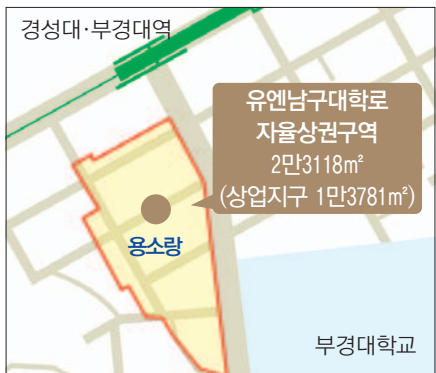 경성대·부경대역
유엔남구대학로
자율상권구역
2만3118㎡
(상업지구 1만3781㎡)
용소랑
부경대학교